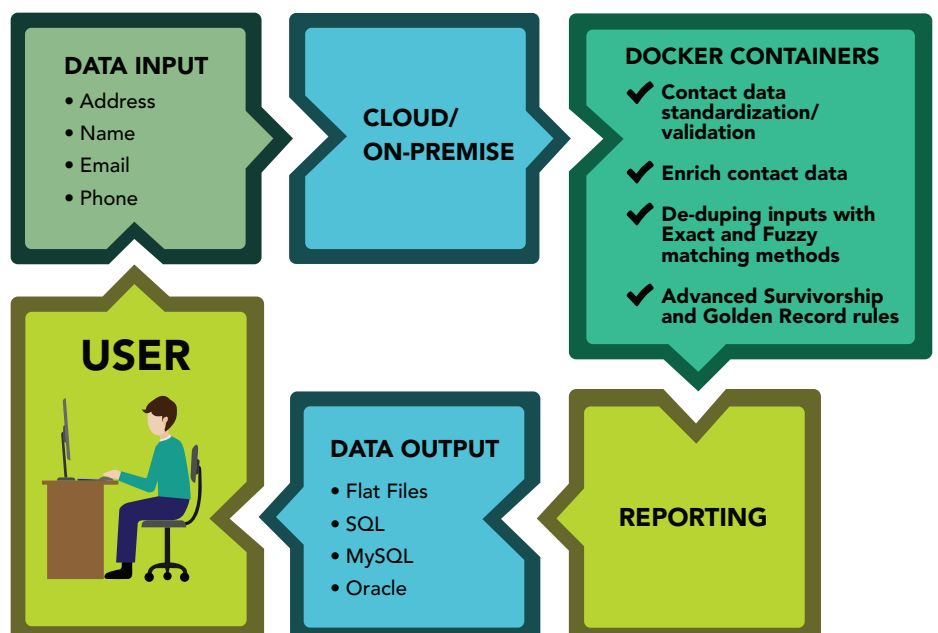 DATA INPUT
• Address
• Name
• Email
• Phone
CLOUD/
ON-PREMISE
DOCKER CONTAINERS
✔ Contact data
standardization/
validation
✔ Enrich contact data
✔ De-duping inputs with
Exact and Fuzzy
matching methods
✔ Advanced Survivorship
and Golden Record rules
USER
DATA OUTPUT
• Flat Files
• SQL
• MySQL
• Oracle
REPORTING